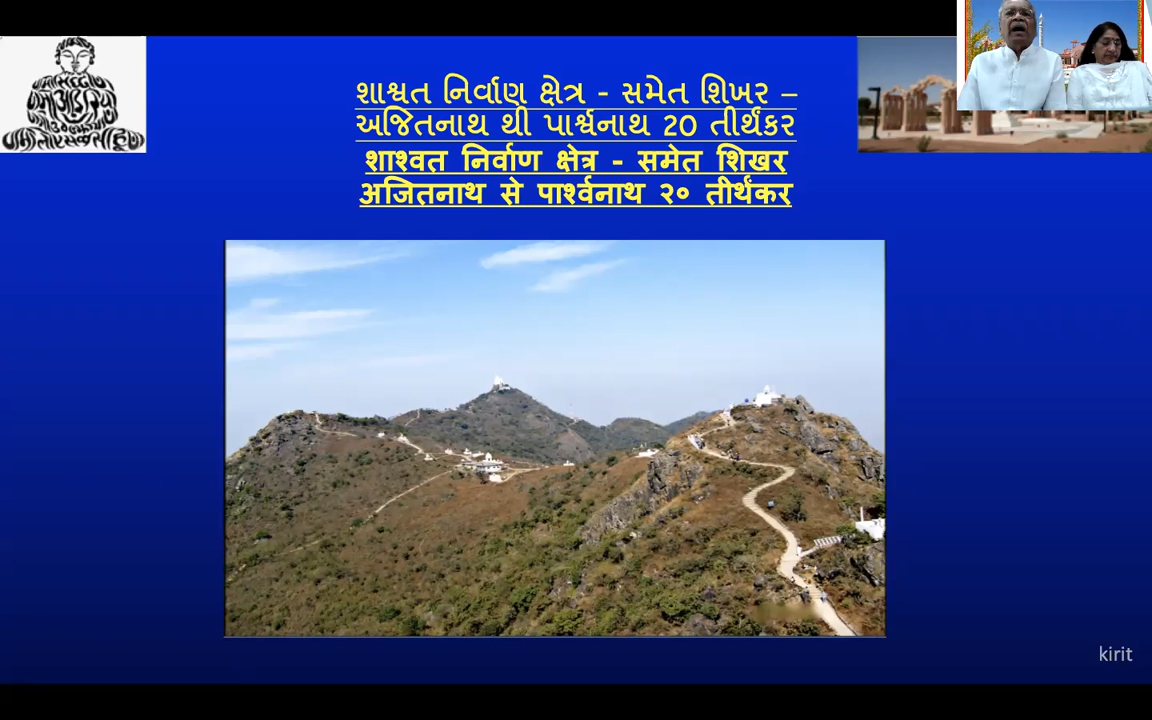 શાશ્વત નિર્વાણ ક્ષેત્ર - સમેત શિખર –
અજિતનાથ થી પાર્શ્વનાથ 20 તીર્થંકર
शाश्वत निर्वाण क्षेत्र - समेत शिखर
अजितनाथ से पार्श्वनाथ २० तीर्थंकर
kirit